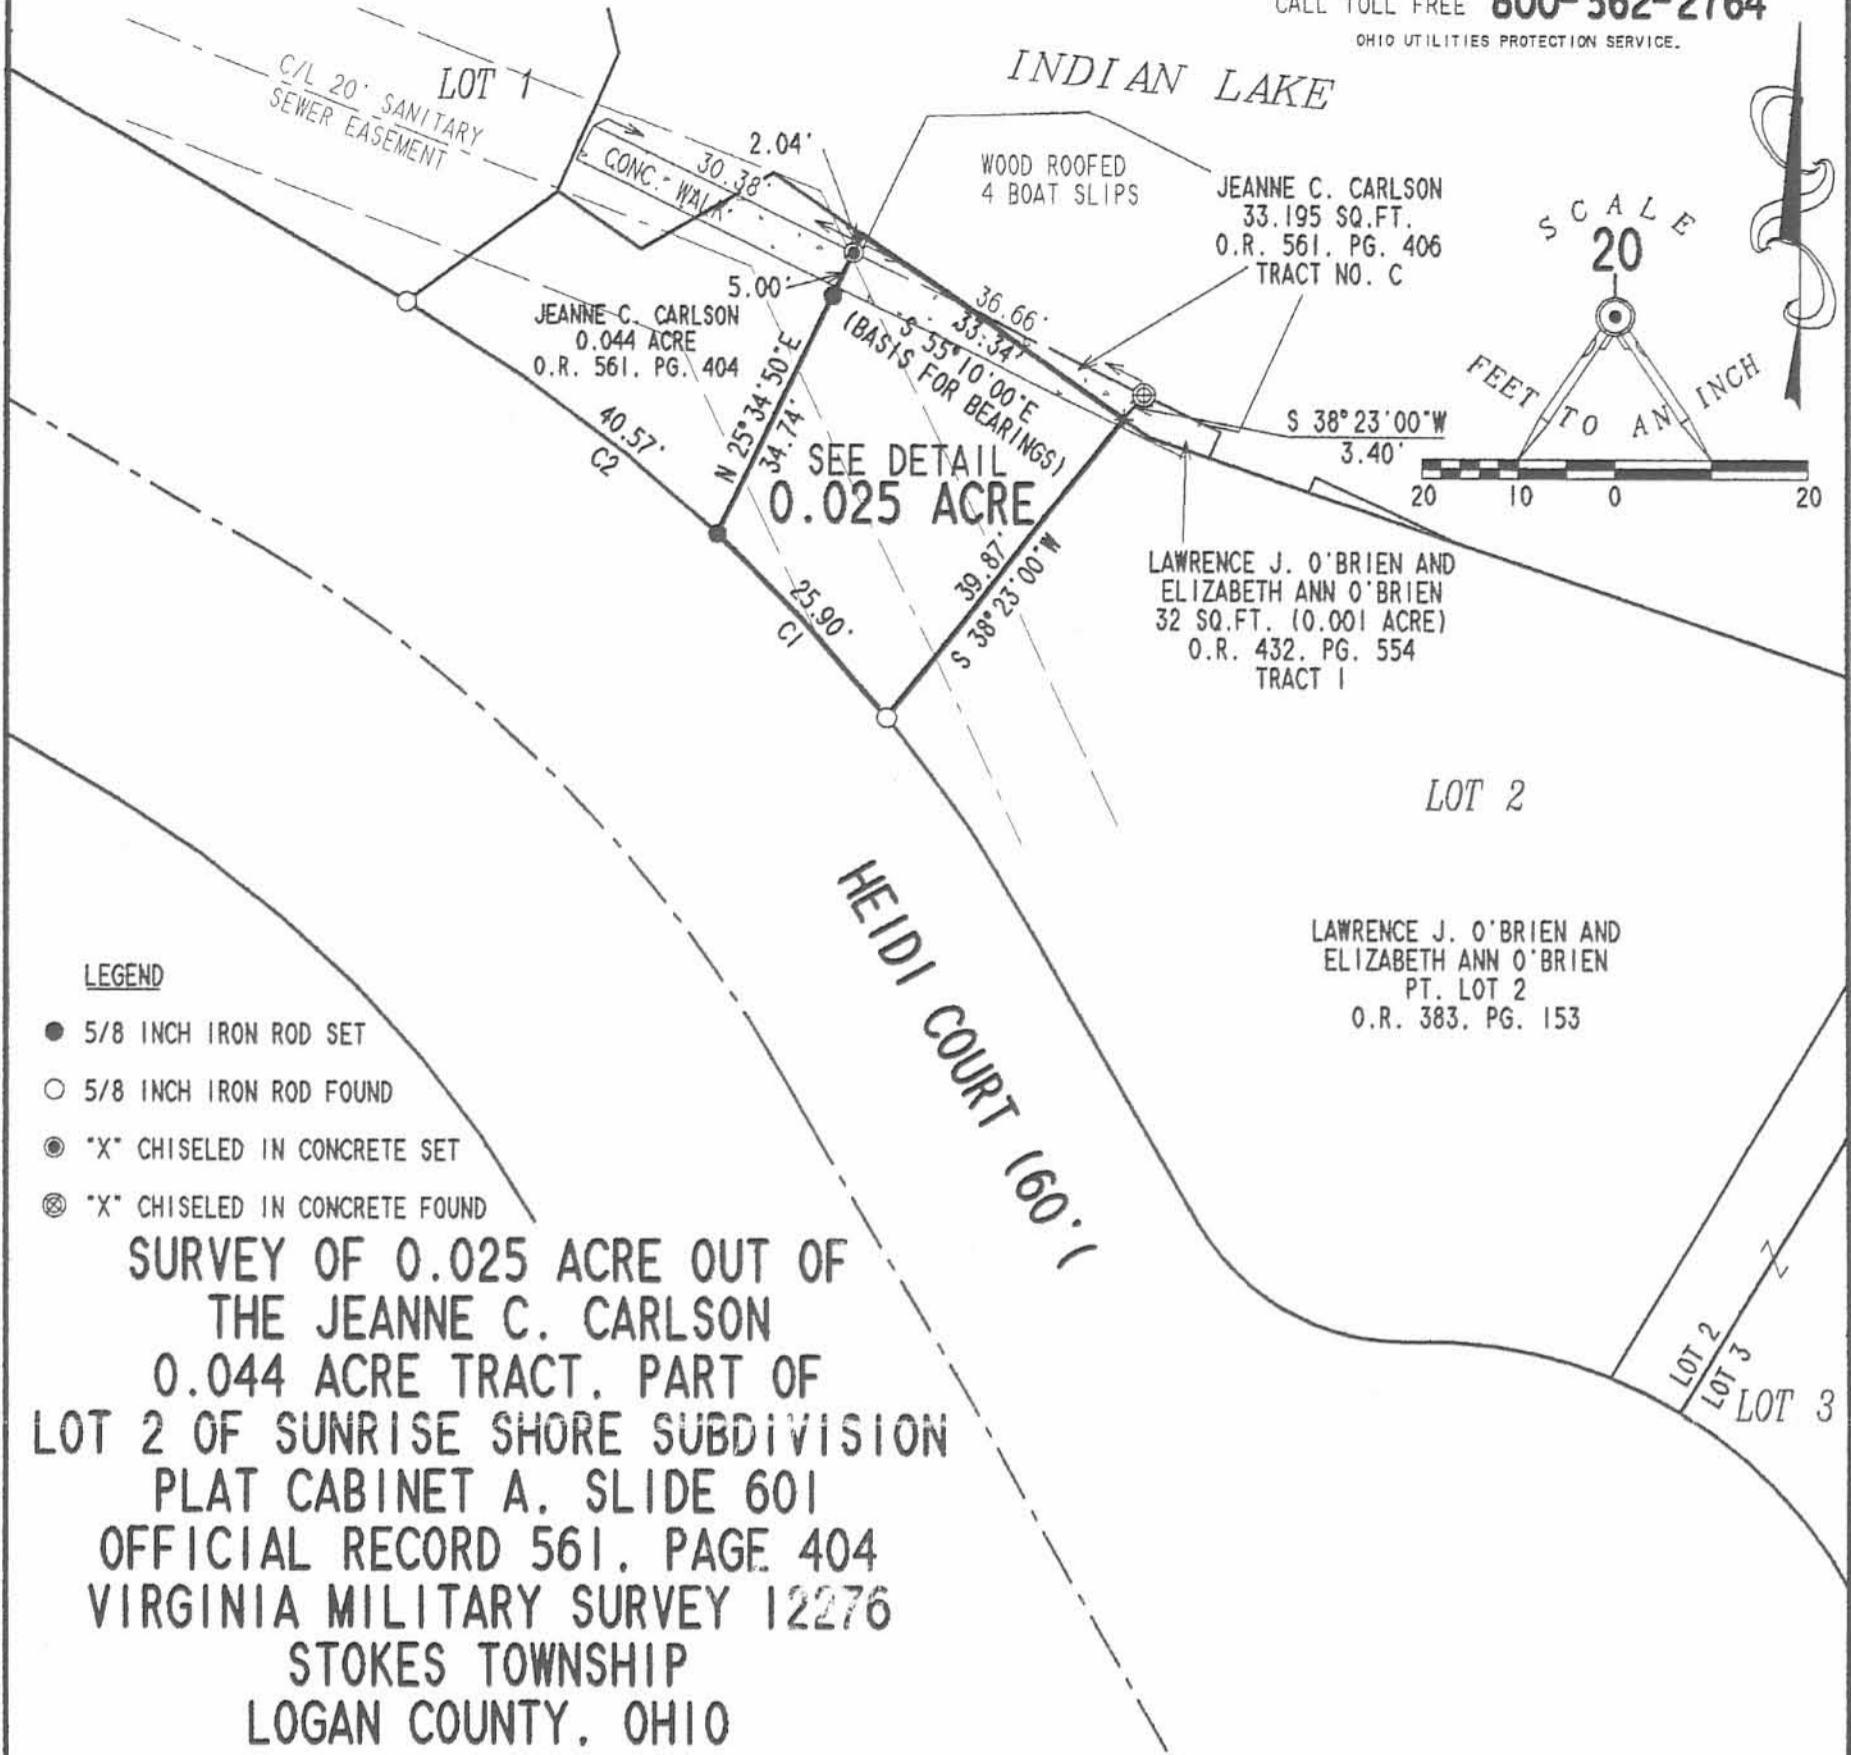 CALL TOLL FREE 800-362-2764
OHIO UTILITIES PROTECTION SERVICE.
INDIAN LAKE
LOT 1
C/L 20' SANITARY
SEWER EASEMENT
2.04'
30.38'
CONC. WALK
WOOD ROOFED
4 BOAT SLIPS
JEANNE C. CARLSON
33.195 SQ.FT.
O.R. 561. PG. 406
TRACT NO. C
SCALE
20
FEET TO AN INCH
20 10 0 20
5.00'
JEANNE C. CARLSON
0.044 ACRE
O.R. 561. PG. 404
36.66'
33.34'
S 55°10'00"E
(BASIS FOR BEARINGS)
N 25°34'50"E
34.74'
40.57'
C2
S 38°23'00"W
3.40'
SEE DETAIL
0.025 ACRE
39.87'
S 38°23'00"W
25.90'
C1
LAWRENCE J. O'BRIEN AND
ELIZABETH ANN O'BRIEN
32 SQ.FT. (0.001 ACRE)
O.R. 432. PG. 554
TRACT 1
LOT 2
HEIDI COURT (60'(
LAWRENCE J. O'BRIEN AND
ELIZABETH ANN O'BRIEN
PT. LOT 2
O.R. 383. PG. 153
LEGEND
5/8 INCH IRON ROD SET
5/8 INCH IRON ROD FOUND
"X" CHISELED IN CONCRETE SET
"X" CHISELED IN CONCRETE FOUND
LOT 2
LOT 3
LOT 3
SURVEY OF 0.025 ACRE OUT OF
THE JEANNE C. CARLSON
0.044 ACRE TRACT. PART OF
LOT 2 OF SUNRISE SHORE SUBDIVISION
PLAT CABINET A. SLIDE 601
OFFICIAL RECORD 561. PAGE 404
VIRGINIA MILITARY SURVEY 12276
STOKES TOWNSHIP
LOGAN COUNTY. OHIO